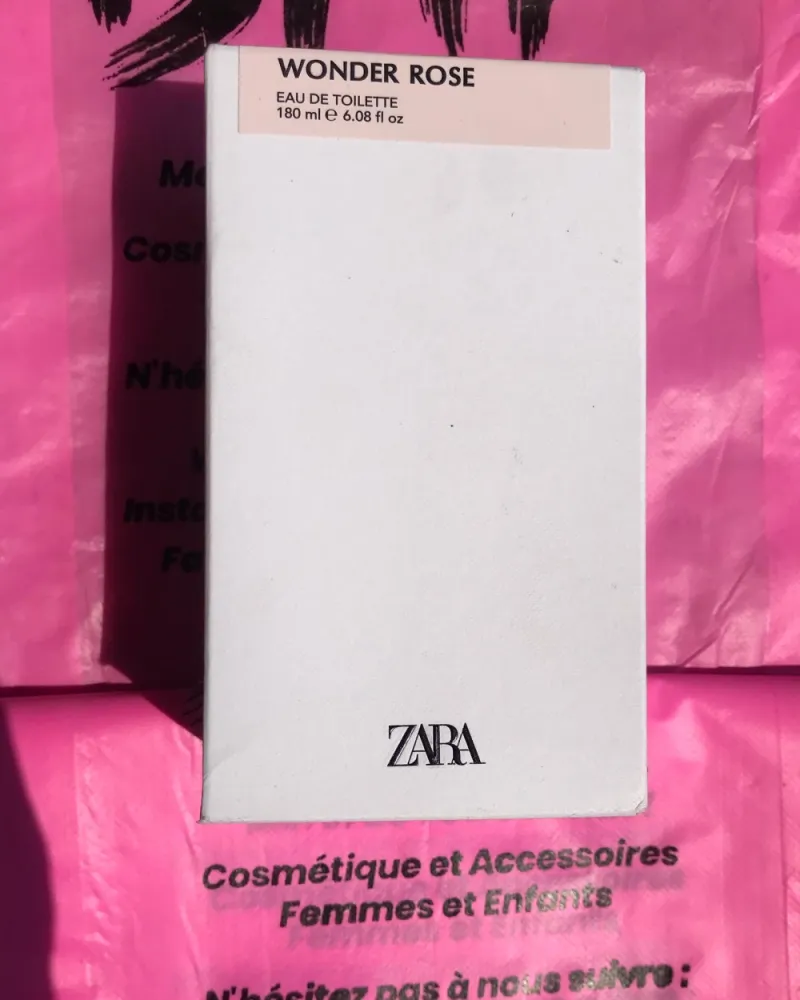 WONDER ROSE
EAU DE TOILETTE
180 ml ℮ 6.08 fl oz
ZARA
Cosmétique et Accessoires
Femmes et Enfants
N'hésitez pas à nous suivre :